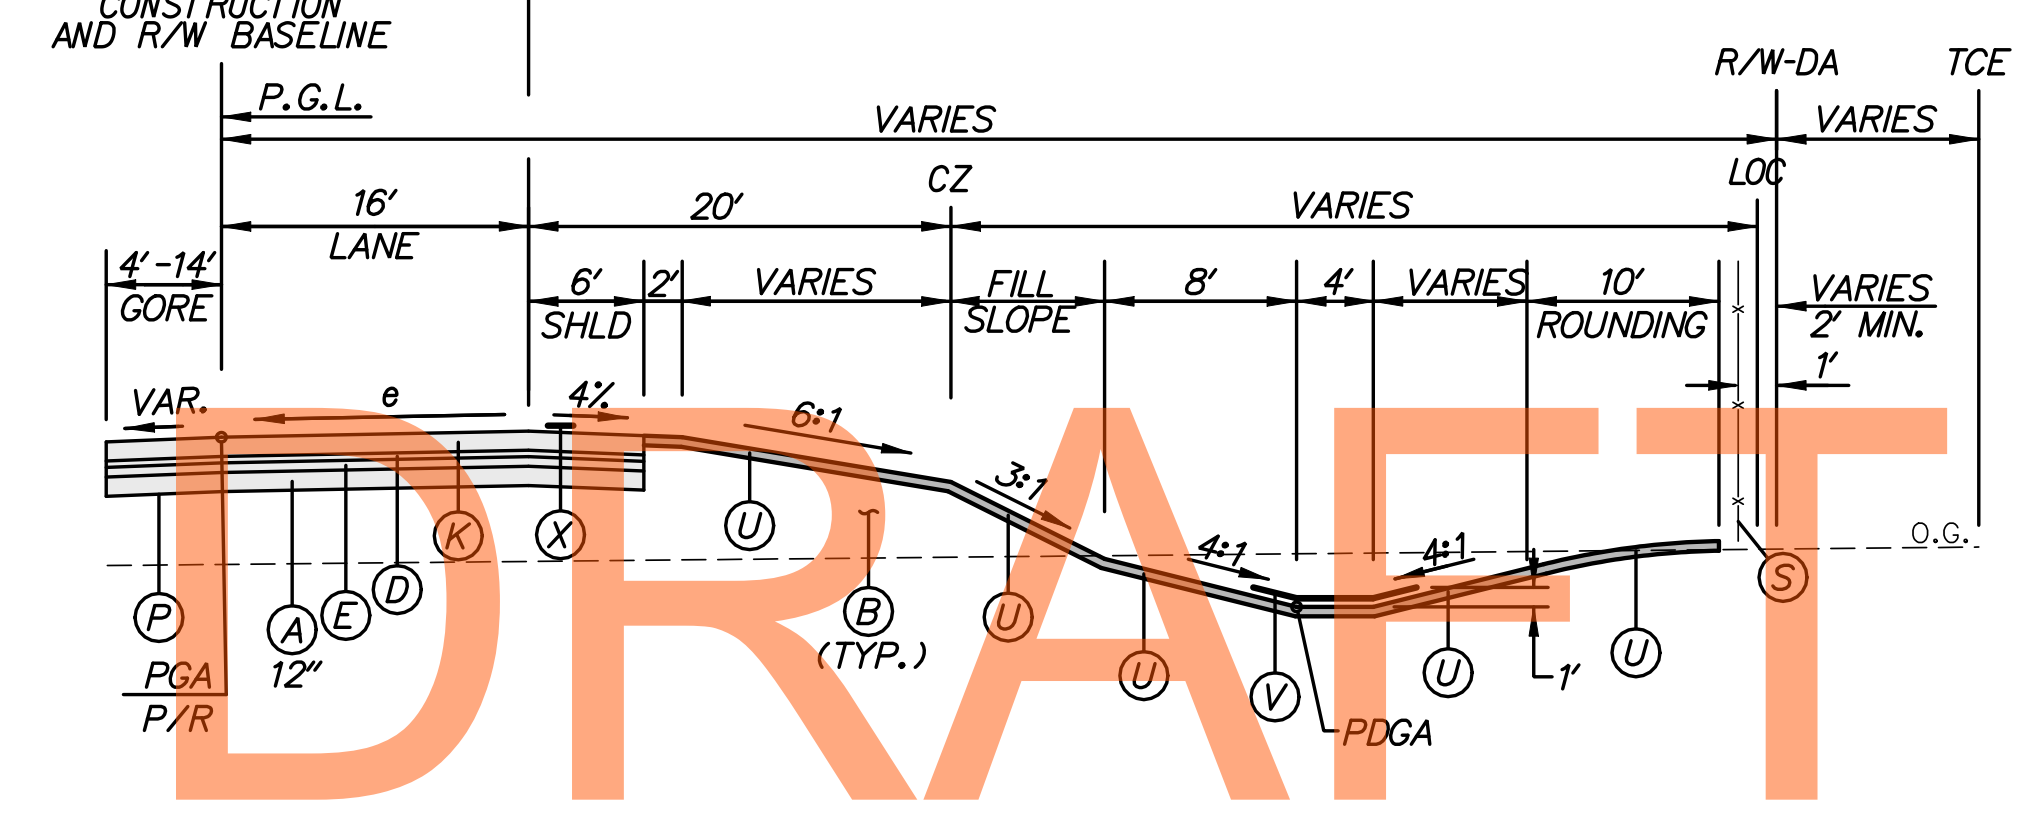 CONSTRUCTION
AND R/W BASELINE
R/W-DA TCE
P.G.L.
VARIES VARIES
CZ LOC
16' 20' VARIES
LANE
4'-14' 6' 2' VARIES FILL 8' 4' VARIES 10' VARIES
GORE SHLD SLOPE ROUNDING 2' MIN.
1'
VAR. e 4% 6:1
3:1
K X U O.G.
4:1 4:1
P A E D B U S
(TYP.)
PGA 12" U V U U 1'
P/R PDGA
DRAFT